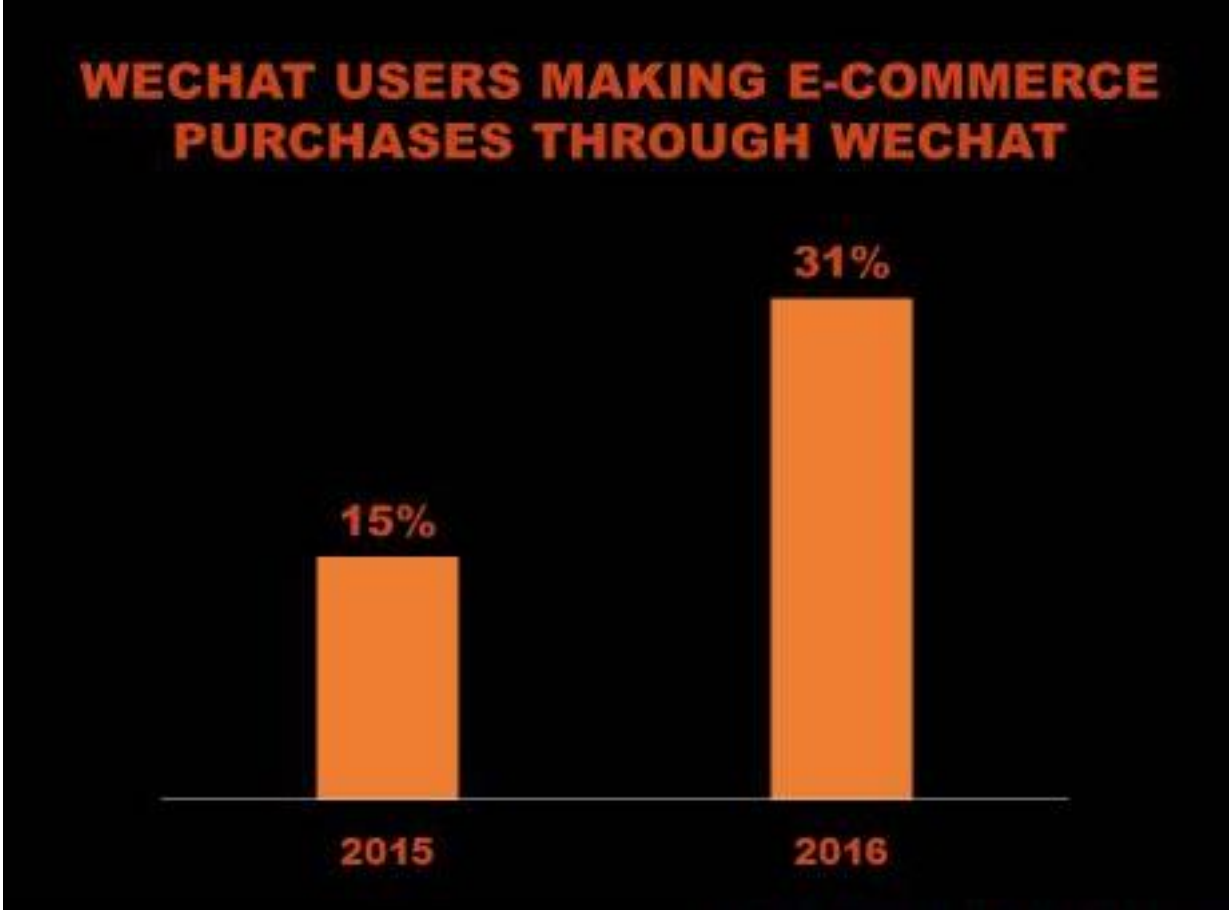 WECHAT USERS MAKING E-COMMERCE
PURCHASES THROUGH WECHAT
31%
15%
2015
2016